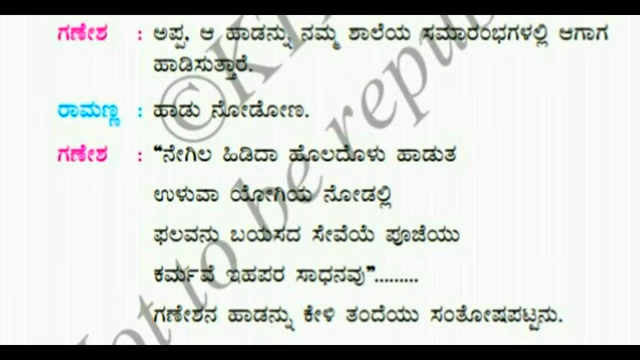 ಗಣೇಶ : ಅಪ್ಪ, ಆ ಹಾಡನ್ನು ನಮ್ಮ ಶಾಲೆಯ ಸಮಾರಂಭಗಳಲ್ಲಿ ಆಗಾಗ
ಹಾಡಿಸುತ್ತಾರೆ.
ರಾಮಣ್ಣ : ಹಾಡು ನೋಡೋಣ.
ಗಣೇಶ : “ನೇಗಿಲ ಹಿಡಿದಾ ಹೊಲದೊಳು ಹಾಡುತ
ಉಳುವಾ ಯೋಗಿಯ ನೋಡಲ್ಲಿ
ಫಲವನು ಬಯಸದ ಸೇವೆಯೆ ಪೂಜೆಯು
ಕರ್ಮವೆ ಇಹಪರ ಸಾಧನವು”.........
ಗಣೇಶನ ಹಾಡನ್ನು ಕೇಳಿ ತಂದೆಯು ಸಂತೋಷಪಟ್ಟನು.